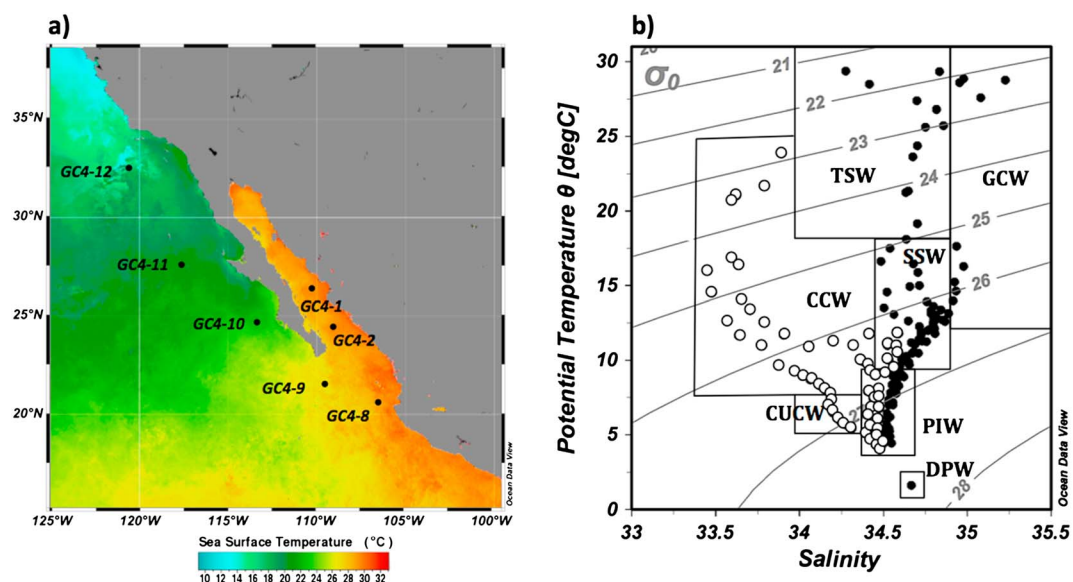 a)
35°N
30°N
25°N
20°N
125°W
120°W
115°W
110°W
105°W
100°W
GC4-12
GC4-11
GC4-10
GC4-1
GC4-2
GC4-9
GC4-8
Ocean Data View
Sea Surface Temperature (°C)
10 12 14 16 18 20 22 24 26 28 30 32
b)
Potential Temperature θ [degC]
30
25
20
15
10
5
0
σ0
21
22
23
24
25
26
27
28
TSW
GCW
SSW
CCW
CUCW
PIW
DPW
33
33.5
34
34.5
35
35.5
Salinity
Ocean Data View